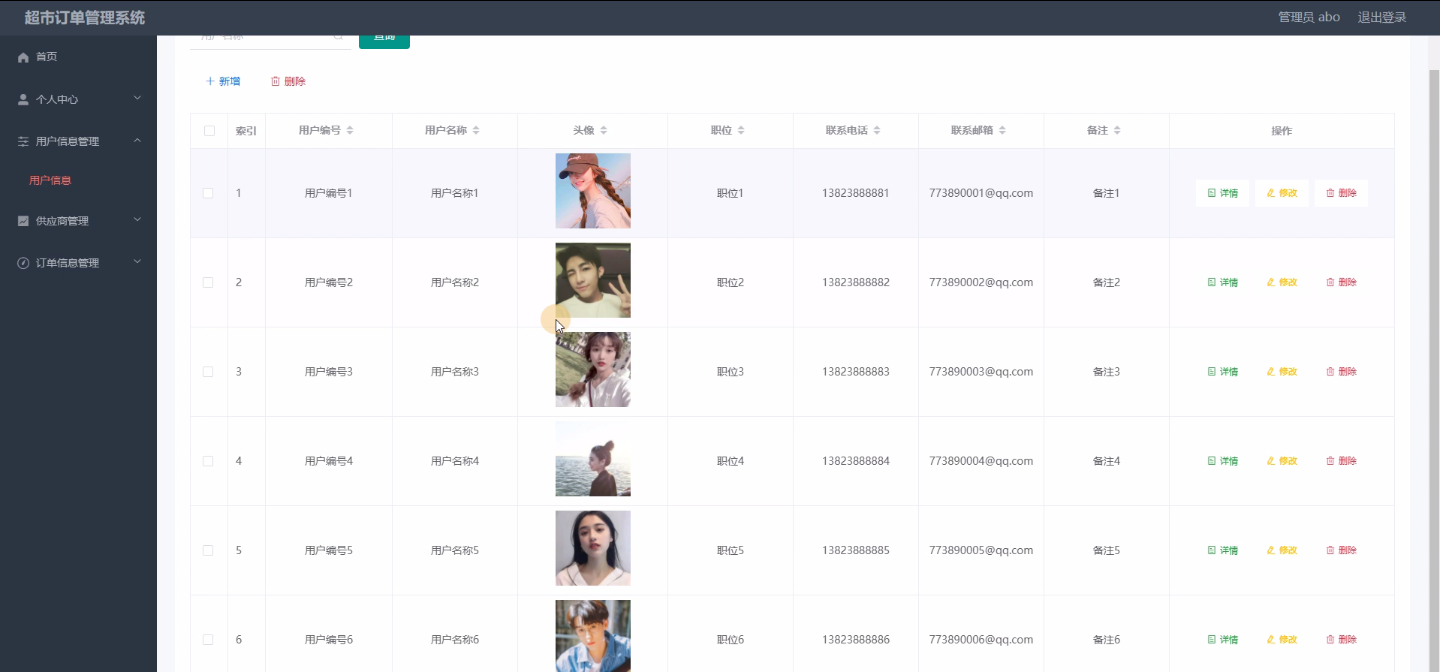 超市订单管理系统
管理员 abo 退出登录
用户名称 查询
首页
个人中心
用户信息管理
用户信息
供应商管理
订单信息管理
新增 删除
索引 用户编号 用户名称 头像 职位 联系电话 联系邮箱 备注 操作
1 用户编号1 用户名称1 职位1 13823888881 773890001@qq.com 备注1 详情 修改 删除
2 用户编号2 用户名称2 职位2 13823888882 773890002@qq.com 备注2 详情 修改 删除
3 用户编号3 用户名称3 职位3 13823888883 773890003@qq.com 备注3 详情 修改 删除
4 用户编号4 用户名称4 职位4 13823888884 773890004@qq.com 备注4 详情 修改 删除
5 用户编号5 用户名称5 职位5 13823888885 773890005@qq.com 备注5 详情 修改 删除
6 用户编号6 用户名称6 职位6 13823888886 773890006@qq.com 备注6 详情 修改 删除